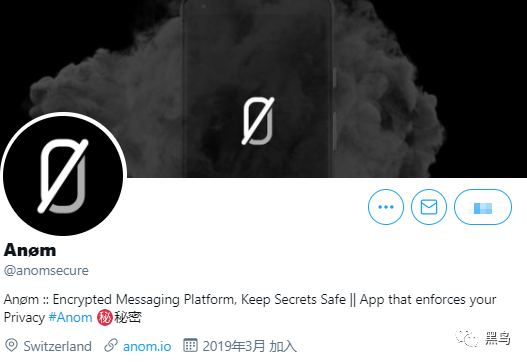 Anøm
@anomsecure
Anøm :: Encrypted Messaging Platform, Keep Secrets Safe || App that enforces your
Privacy #Anom ㊙秘密
Switzerland anom.io 2019年3月 加入
黑鸟